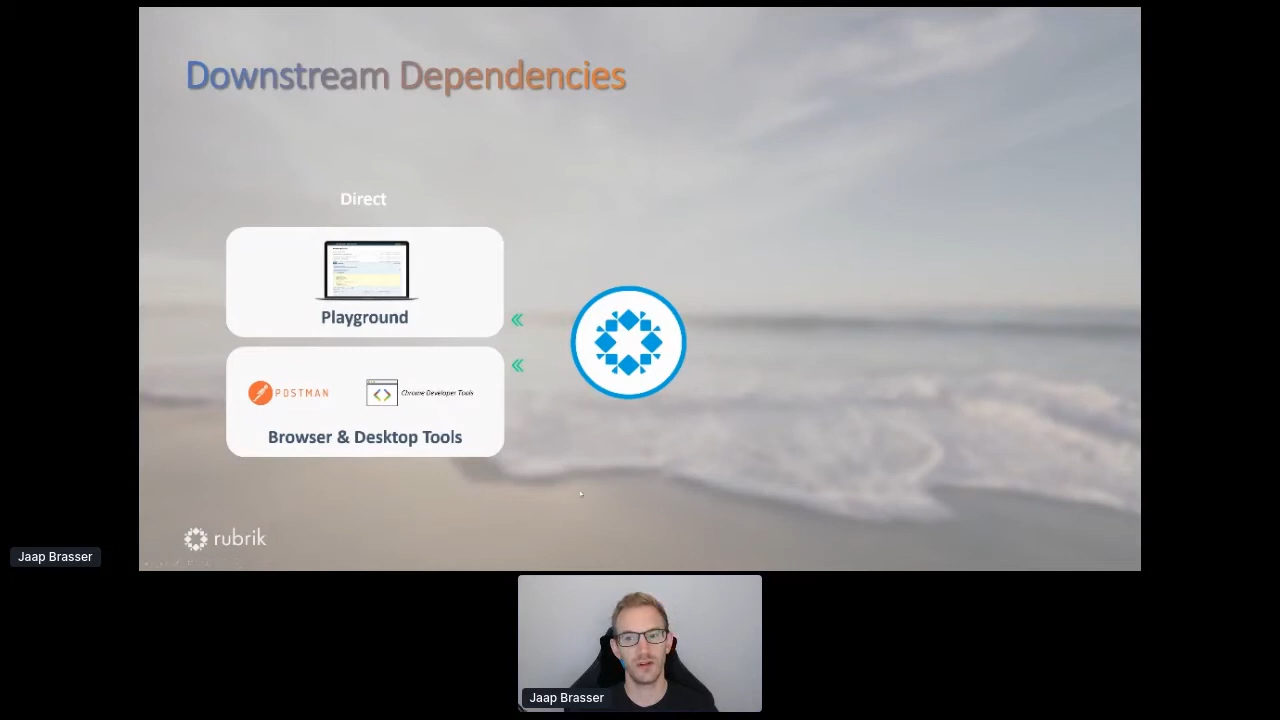 Downstream Dependencies
Direct
Playground
POSTMAN
Chrome Developer Tools
Browser & Desktop Tools
rubrik
Jaap Brasser
Jaap Brasser